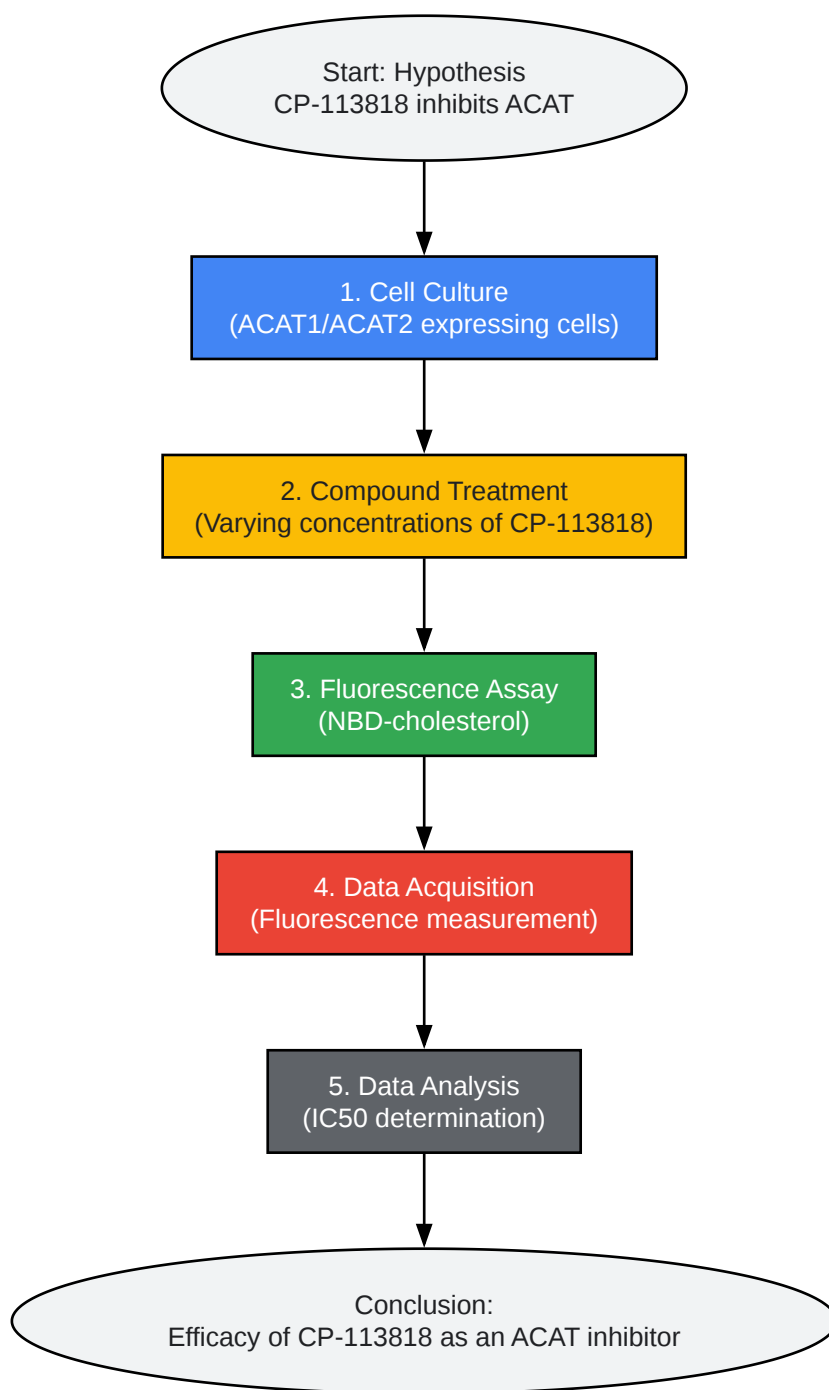 Start: Hypothesis
CP-113818 inhibits ACAT
1. Cell Culture
(ACAT1/ACAT2 expressing cells)
2. Compound Treatment
(Varying concentrations of CP-113818)
3. Fluorescence Assay
(NBD-cholesterol)
4. Data Acquisition
(Fluorescence measurement)
5. Data Analysis
(IC50 determination)
Conclusion:
Efficacy of CP-113818 as an ACAT inhibitor